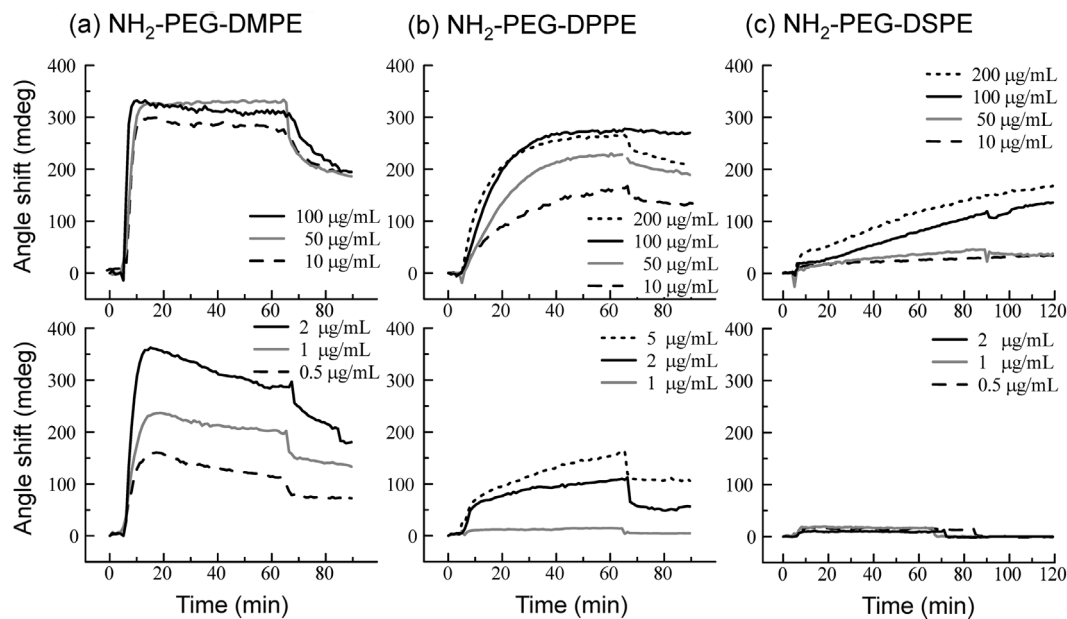 (a) NH₂-PEG-DMPE
(b) NH₂-PEG-DPPE
(c) NH₂-PEG-DSPE
Angle shift (mdeg)
400
300
200
100
0
0 20 40 60 80
100 μg/mL
50 μg/mL
10 μg/mL
400
300
200
100
0
0 20 40 60 80
200 μg/mL
100 μg/mL
50 μg/mL
10 μg/mL
400
300
200
100
0
0 20 40 60 80 100 120
200 μg/mL
100 μg/mL
50 μg/mL
10 μg/mL
Angle shift (mdeg)
400
300
200
100
0
0 20 40 60 80
2 μg/mL
1 μg/mL
0.5 μg/mL
Time (min)
400
300
200
100
0
0 20 40 60 80
5 μg/mL
2 μg/mL
1 μg/mL
Time (min)
400
300
200
100
0
0 20 40 60 80 100 120
2 μg/mL
1 μg/mL
0.5 μg/mL
Time (min)